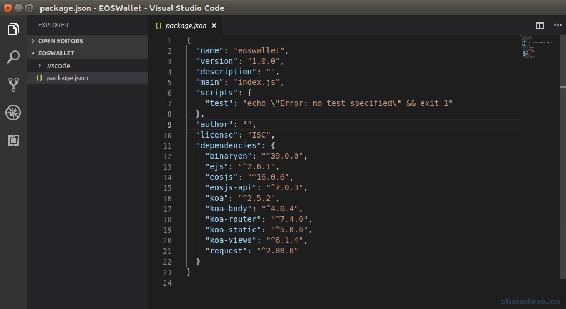 package.json - EOSWallet - Visual Studio Code
EXPLORER
OPEN EDITORS
EOSWALLET
.vscode
{} package.json
{} package.json ×
1 {
2 "name": "eoswallet",
3 "version": "1.0.0",
4 "description": "",
5 "main": "index.js",
6 "scripts": {
7 "test": "echo \"Error: no test specified\" && exit 1"
8 },
9 "author": "",
10 "license": "ISC",
11 "dependencies": {
12 "binaryen": "^39.0.0",
13 "ejs": "^2.6.1",
14 "eosjs": "^16.0.6",
15 "eosjs-api": "^7.0.3",
16 "koa": "^2.5.2",
17 "koa-body": "^4.0.4",
18 "koa-router": "^7.4.0",
19 "koa-static": "^5.0.0",
20 "koa-views": "^6.1.4",
21 "request": "^2.88.0"
22 }
23 }
24
chaindesk.cn